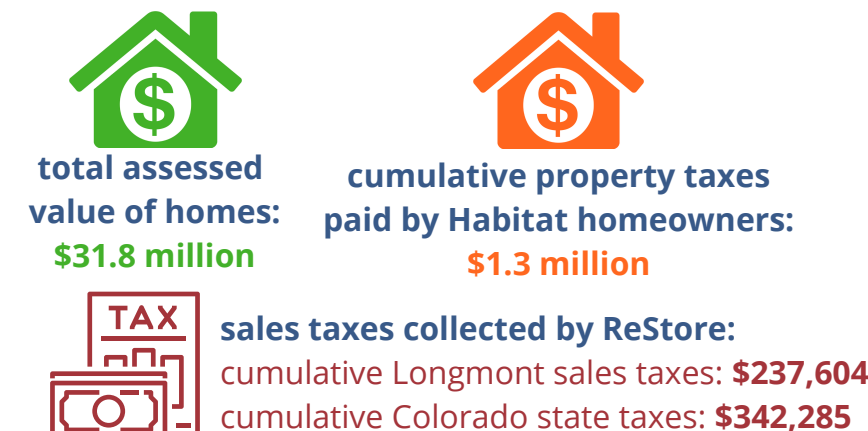 $
$
total assessed
value of homes:
$31.8 million
cumulative property taxes
paid by Habitat homeowners:
$1.3 million
TAX
sales taxes collected by ReStore:
cumulative Longmont sales taxes: $237,604
cumulative Colorado state taxes: $342,285